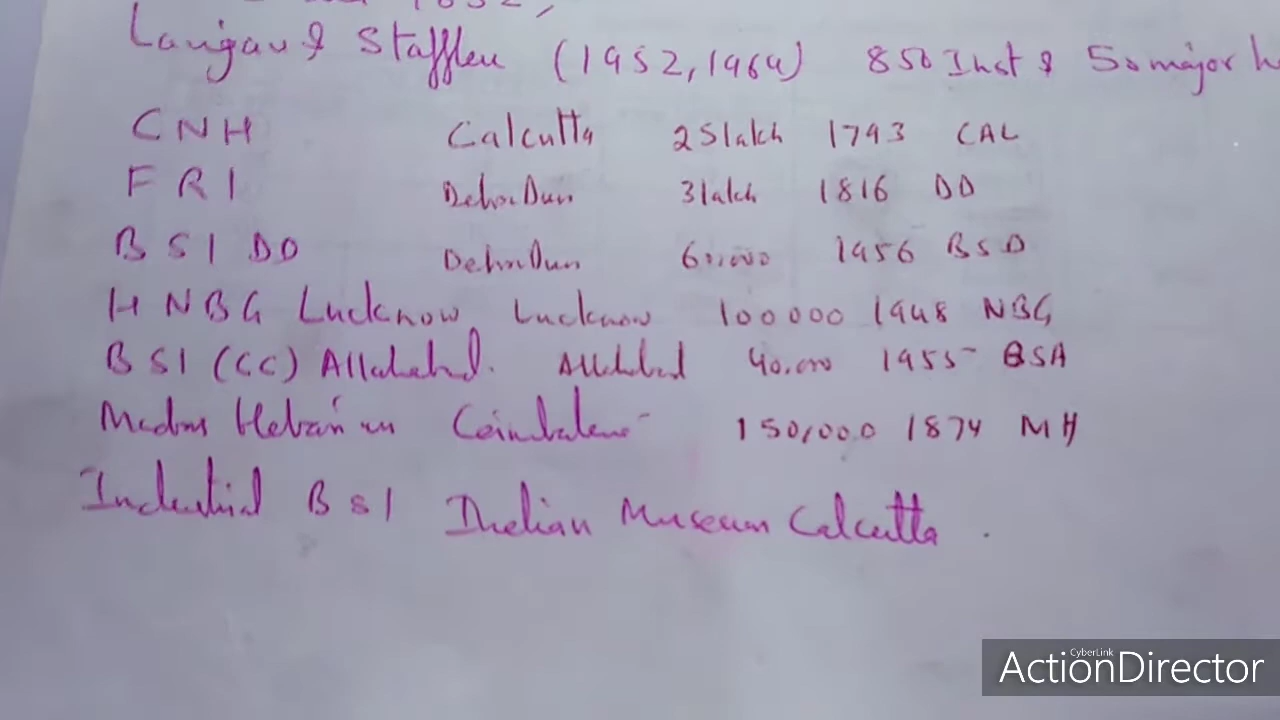 Lanjau & Staffleu (1952,1964) 850 Inst & 50 major h
CNH Calcutta 25 lakh 1793 CAL
FRI DehraDun 3 lakh 1816 DD
BSI DD DehraDun 60,000 1956 BSD
HNBG Lucknow Lucknow 100000 1948 NBG
BSI (CC) Allahabad. Allahabad 40,000 1955 BSA
Madras Herbarium Coimbatore 150,000 1874 MH
Industrial BSI Indian Museum Calcutta.
CyberLink
ActionDirector